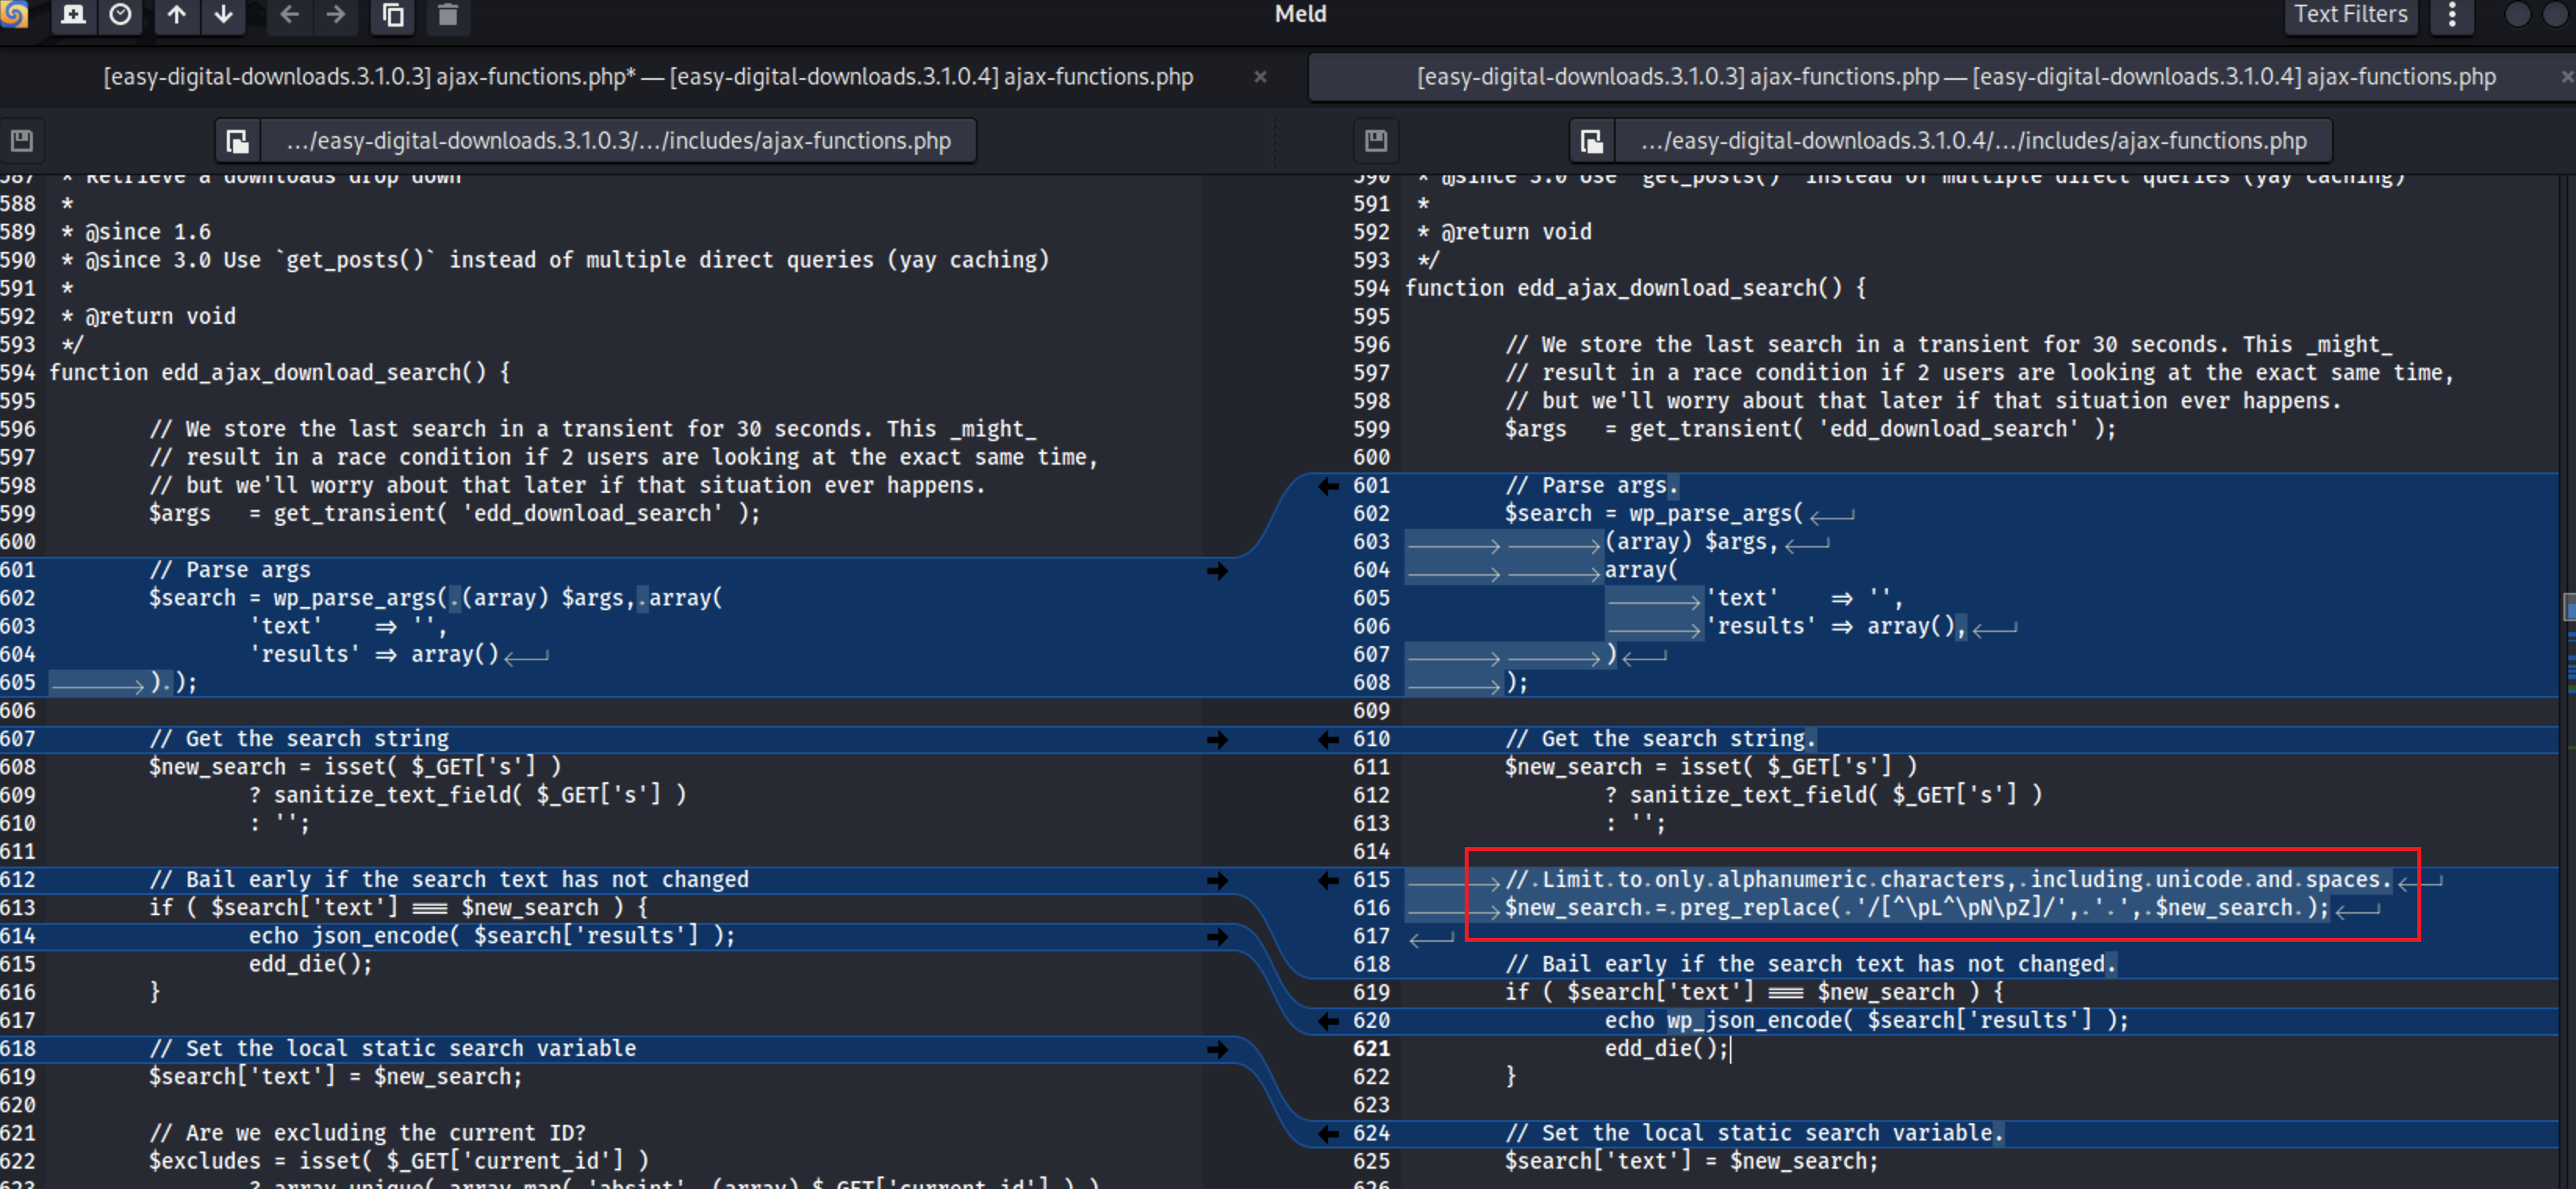 Meld
Text Filters
[easy-digital-downloads.3.1.0.3] ajax-functions.php* — [easy-digital-downloads.3.1.0.4] ajax-functions.php ×
[easy-digital-downloads.3.1.0.3] ajax-functions.php — [easy-digital-downloads.3.1.0.4] ajax-functions.php ×
.../easy-digital-downloads.3.1.0.3/.../includes/ajax-functions.php
.../easy-digital-downloads.3.1.0.4/.../includes/ajax-functions.php
587 * Retrieve a downloads drop down
588 *
589 * @since 1.6
590 * @since 3.0 Use `get_posts()` instead of multiple direct queries (yay caching)
591 *
592 * @return void
593 */
594 function edd_ajax_download_search() {
595
596 // We store the last search in a transient for 30 seconds. This _might_
597 // result in a race condition if 2 users are looking at the exact same time,
598 // but we'll worry about that later if that situation ever happens.
599 $args   = get_transient( 'edd_download_search' );
600
601 // Parse args
602 $search = wp_parse_args(.(array) $args,.array(
603 'text'    => '',
604 'results' => array()
605 ).);
606
607 // Get the search string
608 $new_search = isset( $_GET['s'] )
609 ? sanitize_text_field( $_GET['s'] )
610 : '';
611
612 // Bail early if the search text has not changed
613 if ( $search['text'] === $new_search ) {
614 echo json_encode( $search['results'] );
615 edd_die();
616 }
617
618 // Set the local static search variable
619 $search['text'] = $new_search;
620
621 // Are we excluding the current ID?
622 $excludes = isset( $_GET['current_id'] )
623 ? array_unique( array_map( 'absint', (array) $_GET['current_id'] ) )
590 * @since 3.0 Use `get_posts()` instead of multiple direct queries (yay caching)
591 *
592 * @return void
593 */
594 function edd_ajax_download_search() {
595
596 // We store the last search in a transient for 30 seconds. This _might_
597 // result in a race condition if 2 users are looking at the exact same time,
598 // but we'll worry about that later if that situation ever happens.
599 $args   = get_transient( 'edd_download_search' );
600
601 // Parse args.
602 $search = wp_parse_args(
603 (array) $args,
604 array(
605 'text'    => '',
606 'results' => array(),
607 )
608 );
609
610 // Get the search string.
611 $new_search = isset( $_GET['s'] )
612 ? sanitize_text_field( $_GET['s'] )
613 : '';
614
615 //.Limit.to.only.alphanumeric.characters,.including.unicode.and.spaces.
616 $new_search.=.preg_replace(.'/[^\pL^\pN\pZ]/',.'.',.$new_search.);
617
618 // Bail early if the search text has not changed.
619 if ( $search['text'] === $new_search ) {
620 echo wp_json_encode( $search['results'] );
621 edd_die();
622 }
623
624 // Set the local static search variable.
625 $search['text'] = $new_search;
626